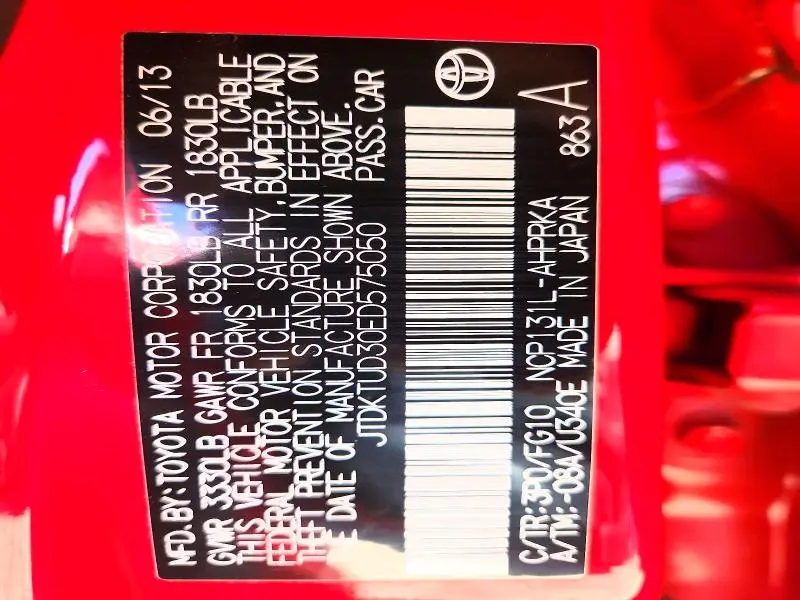 MFD.BY:TOYOTA MOTOR CORPORATION 06/13
GVWR 3330LB GAWR FR 1830LB RR 1830LB
THIS VEHICLE CONFORMS TO ALL APPLICABLE
FEDERAL MOTOR VEHICLE SAFETY,BUMPER,AND
THEFT PREVENTION STANDARDS IN EFFECT ON
E DATE OF MANUFACTURE SHOWN ABOVE.
JTDKTUD30ED575050 PASS.CAR
C/TR:3P0/FG10 NCP131L-AHPRKA
A/TM:-08A/U340E MADE IN JAPAN
863A